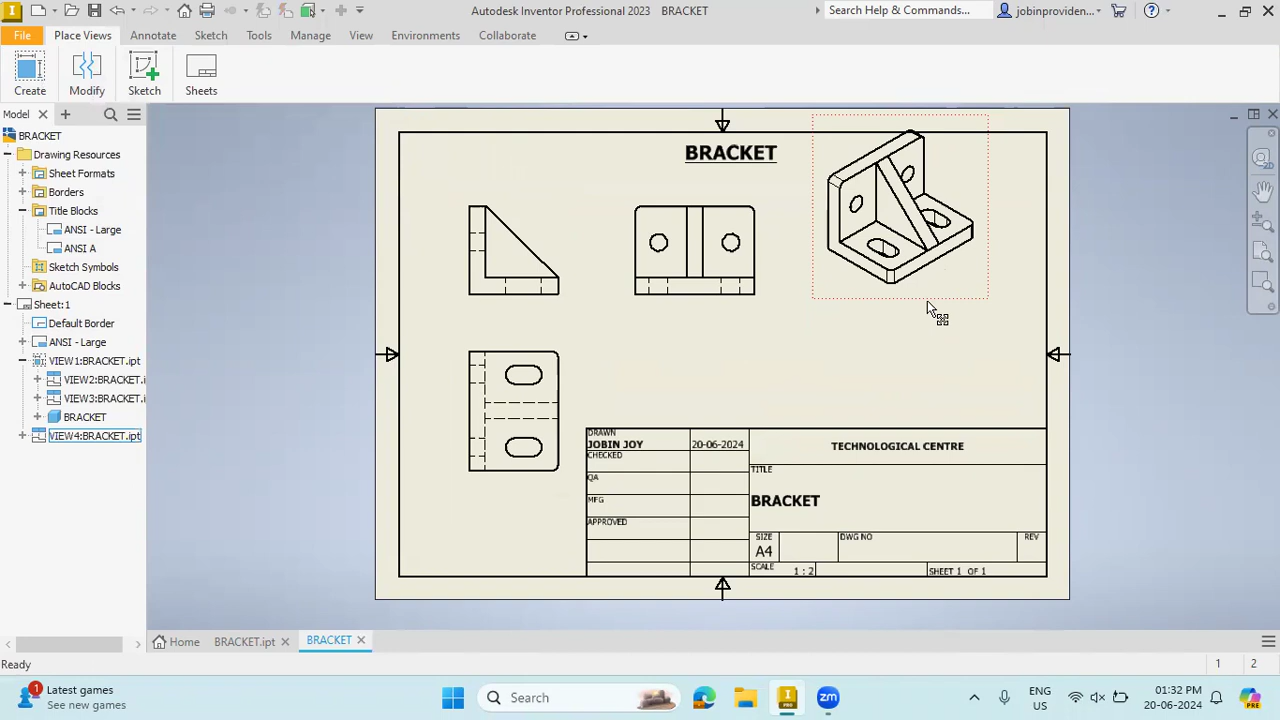 Autodesk Inventor Professional 2023 BRACKET
Search Help & Commands...
jobinproviden...
File Place Views Annotate Sketch Tools Manage View Environments Collaborate
Create Modify Sketch Sheets
Model
BRACKET
Drawing Resources
Sheet Formats
Borders
Title Blocks
ANSI - Large
ANSI A
Sketch Symbols
AutoCAD Blocks
Sheet:1
Default Border
ANSI - Large
VIEW1:BRACKET.ipt
VIEW2:BRACKET.i
VIEW3:BRACKET.i
BRACKET
VIEW4:BRACKET.ipt
BRACKET
DRAWN
JOBIN JOY
20-06-2024
CHECKED
QA
MFG
APPROVED
TECHNOLOGICAL CENTRE
TITLE
BRACKET
SIZE
A4
DWG NO
REV
SCALE
1 : 2
SHEET 1 OF 1
Home BRACKET.ipt BRACKET
Ready
1 2
1
Latest games
See new games
Search
PRO
zm
ENG
IN
01:32 PM
20-06-2024
PRE